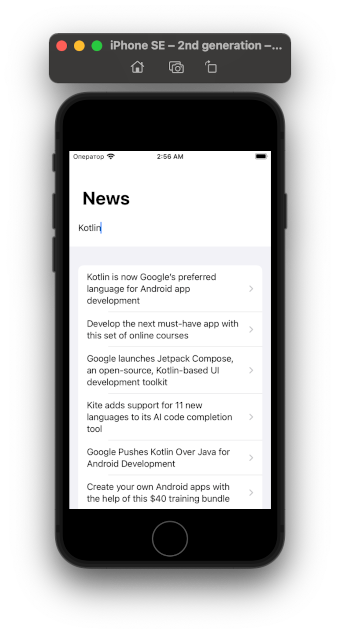 iPhone SE – 2nd generation –...
Оператор 2:56 AM
News
Kotlin
Kotlin is now Google's preferred
language for Android app
development
Develop the next must-have app with
this set of online courses
Google launches Jetpack Compose,
an open-source, Kotlin-based UI
development toolkit
Kite adds support for 11 new
languages to its AI code completion
tool
Google Pushes Kotlin Over Java for
Android Development
Create your own Android apps with
the help of this $40 training bundle